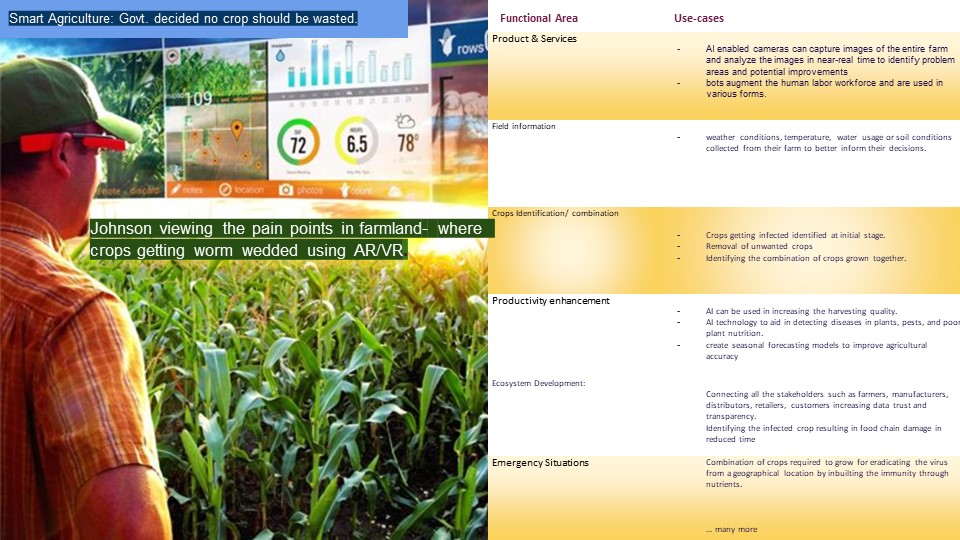 Smart Agriculture: Govt. decided no crop should be wasted.
rows
109
72
6.5
78°
note - discard
notes
location
photos
count
Johnson viewing the pain points in farmland- where
crops getting worm wedded using AR/VR
Functional Area
Use-cases
Product & Services
- AI enabled cameras can capture images of the entire farm
and analyze the images in near-real time to identify problem
areas and potential improvements
- bots augment the human labor workforce and are used in
various forms.
Field information
- weather conditions, temperature, water usage or soil conditions
collected from their farm to better inform their decisions.
Crops Identification/ combination
- Crops getting infected identified at initial stage.
- Removal of unwanted crops
- Identifying the combination of crops grown together.
Productivity enhancement
- AI can be used in increasing the harvesting quality.
- AI technology to aid in detecting diseases in plants, pests, and poor
plant nutrition.
- create seasonal forecasting models to improve agricultural
accuracy
Ecosystem Development:
Connecting all the stakeholders such as farmers, manufacturers,
distributors, retailers, customers increasing data trust and
transparency.
Identifying the infected crop resulting in food chain damage in
reduced time
Emergency Situations
Combination of crops required to grow for eradicating the virus
from a geographical location by inbuilting the immunity through
nutrients.
... many more